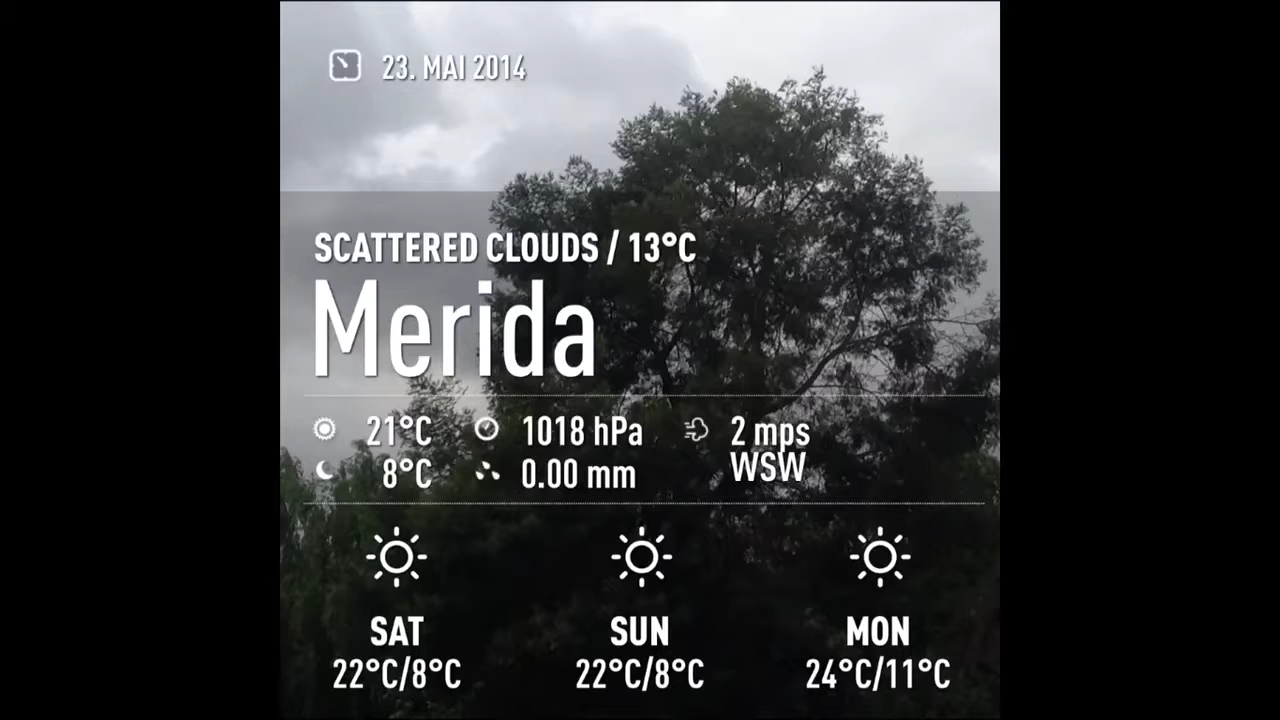 23. MAI 2014
SCATTERED CLOUDS / 13°C
Merida
21°C 1018 hPa 2 mps
8°C 0.00 mm WSW
SAT SUN MON
22°C/8°C 22°C/8°C 24°C/11°C